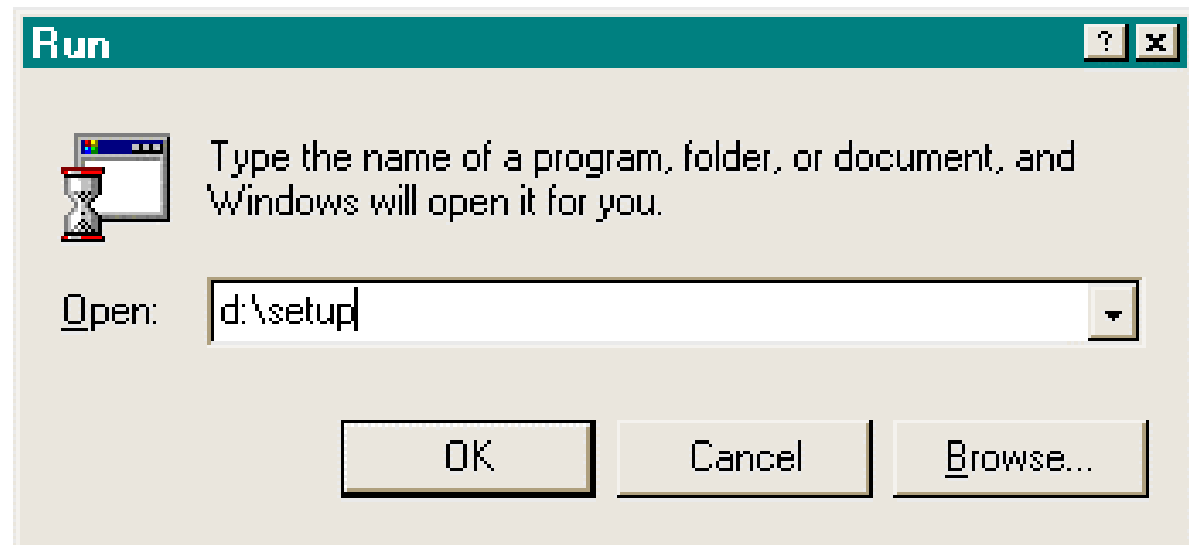 Run
Type the name of a program, folder, or document, and
Windows will open it for you.
Open: d:\setup
OK Cancel Browse...